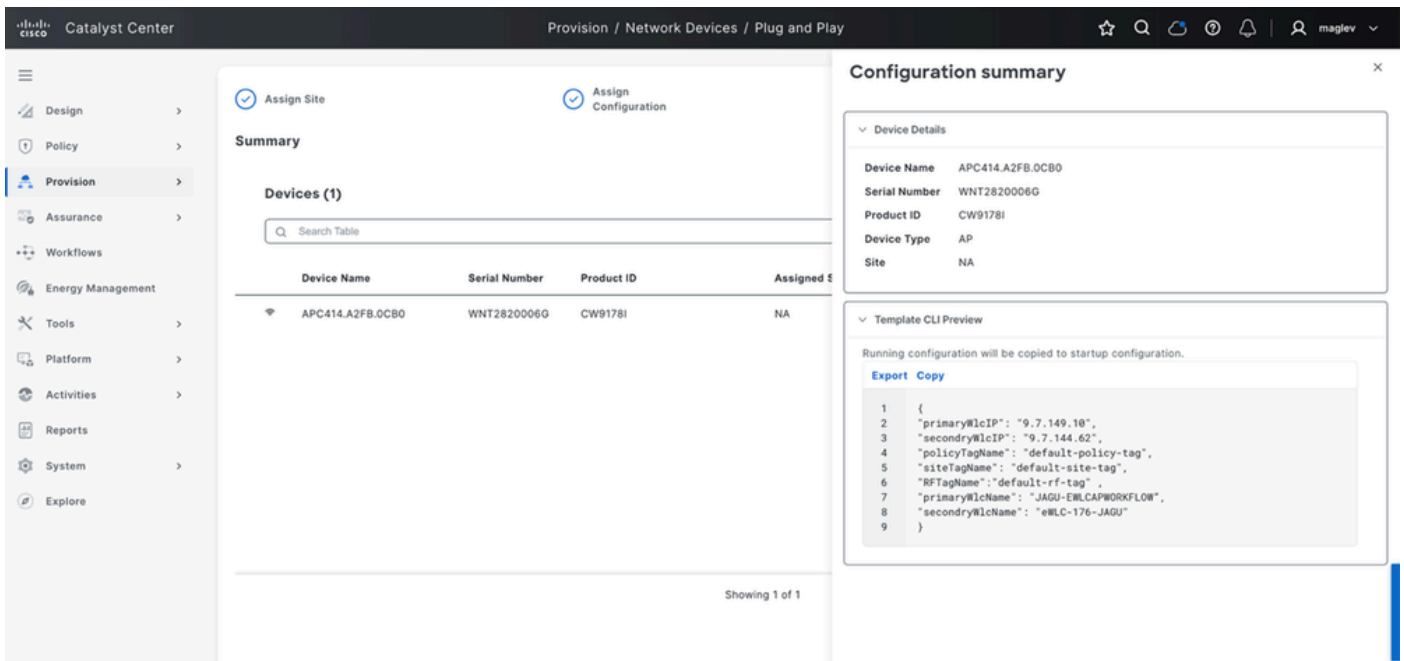 cisco Catalyst Center
Provision / Network Devices / Plug and Play
maglev
Design
Policy
Provision
Assurance
Workflows
Energy Management
Tools
Platform
Activities
Reports
System
Explore
Assign Site
Assign
Configuration
Summary
Devices (1)
Search Table
Device Name Serial Number Product ID Assigned S
APC414.A2FB.0CB0 WNT2820006G CW9178I NA
Showing 1 of 1
Configuration summary
Device Details
Device Name APC414.A2FB.0CB0
Serial Number WNT2820006G
Product ID CW9178I
Device Type AP
Site NA
Template CLI Preview
Running configuration will be copied to startup configuration.
Export Copy
1 {
2 "primaryWlcIP": "9.7.149.10",
3 "secondryWlcIP": "9.7.144.62",
4 "policyTagName": "default-policy-tag",
5 "siteTagName": "default-site-tag",
6 "RFTagName":"default-rf-tag" ,
7 "primaryWlcName": "JAGU-EWLCAPWORKFLOW",
8 "secondryWlcName": "eWLC-176-JAGU"
9 }